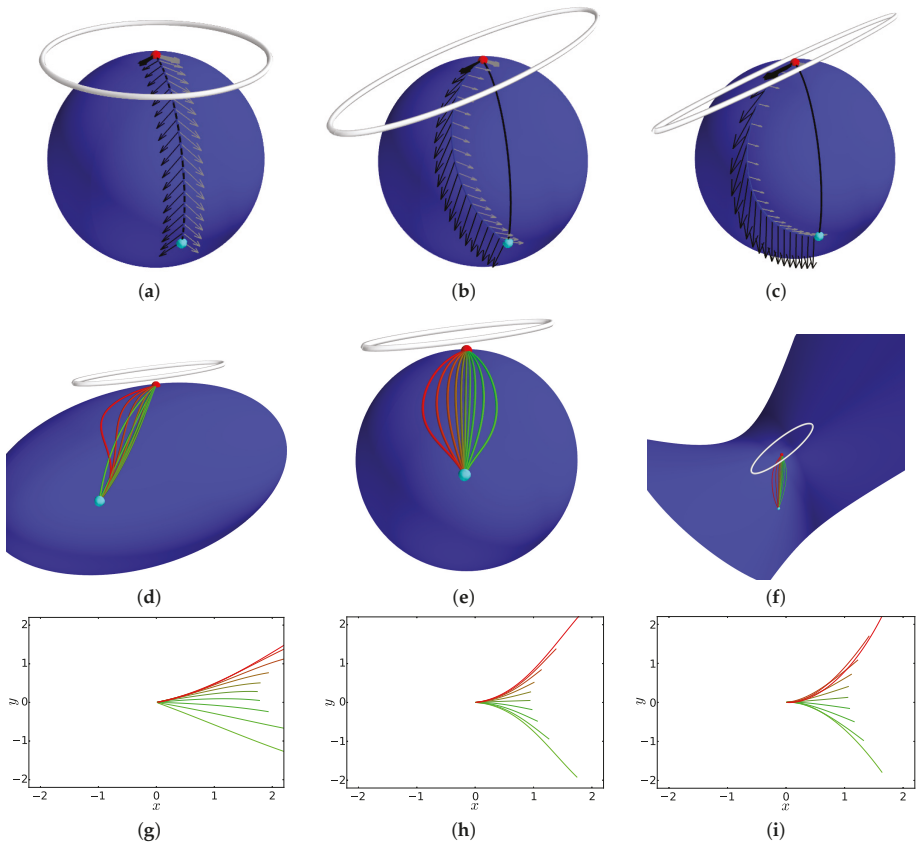 (a) (b) (c)
(d) (e) (f)
2 2 2
1 1 1
y 0 y 0 y 0
−1 −1 −1
−2 −2 −2
−2 −1 0 1 2 −2 −1 0 1 2 −2 −1 0 1 2
x x x
(g) (h) (i)